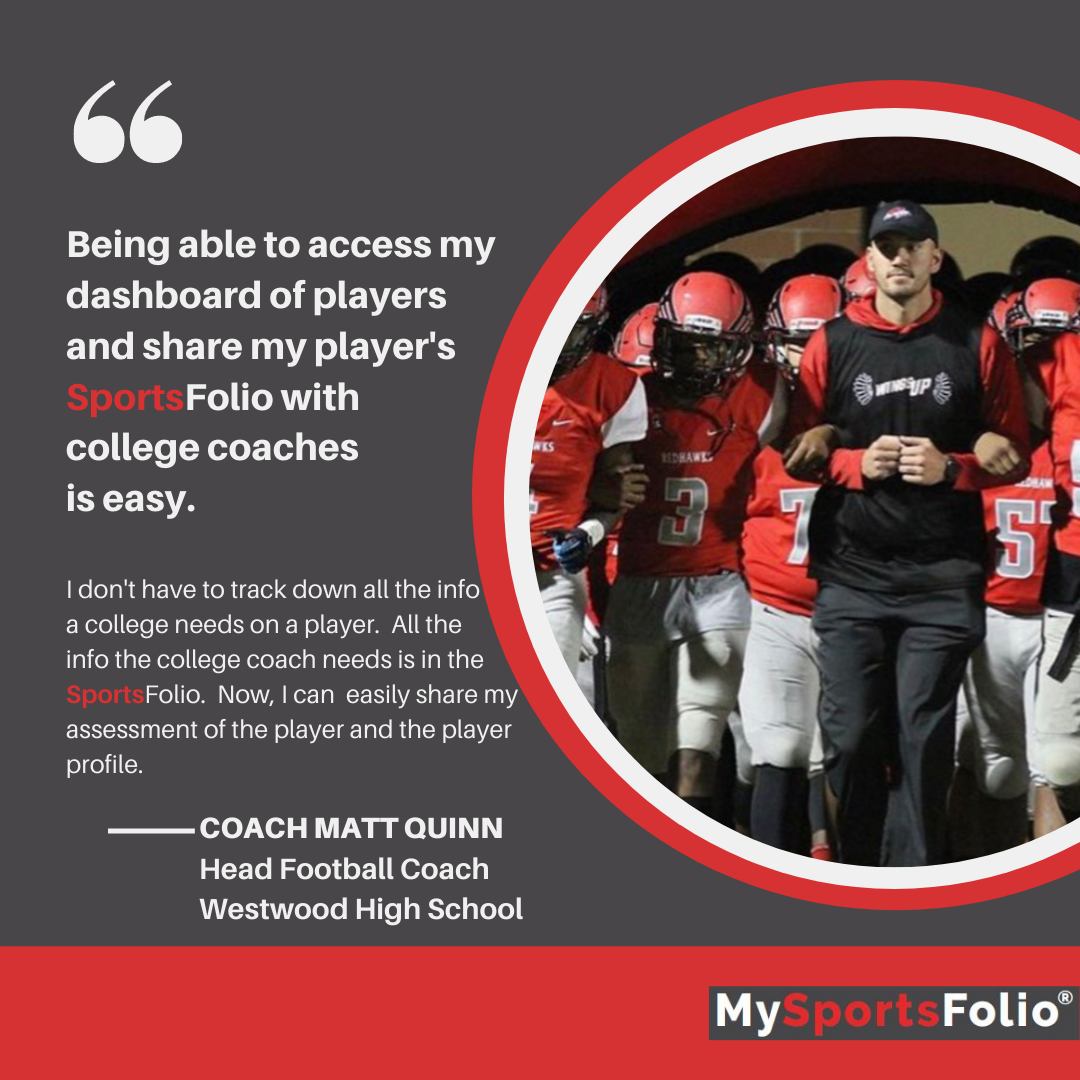 “
Being able to access my
dashboard of players
and share my player's
SportsFolio with
college coaches
is easy.
I don't have to track down all the info
a college needs on a player.  All the
info the college coach needs is in the
SportsFolio.  Now, I can  easily share my
assessment of the player and the player
profile.
COACH MATT QUINN
Head Football Coach
Westwood High School
WINGS UP
REDHAWKS
3
7
5
MySportsFolio®